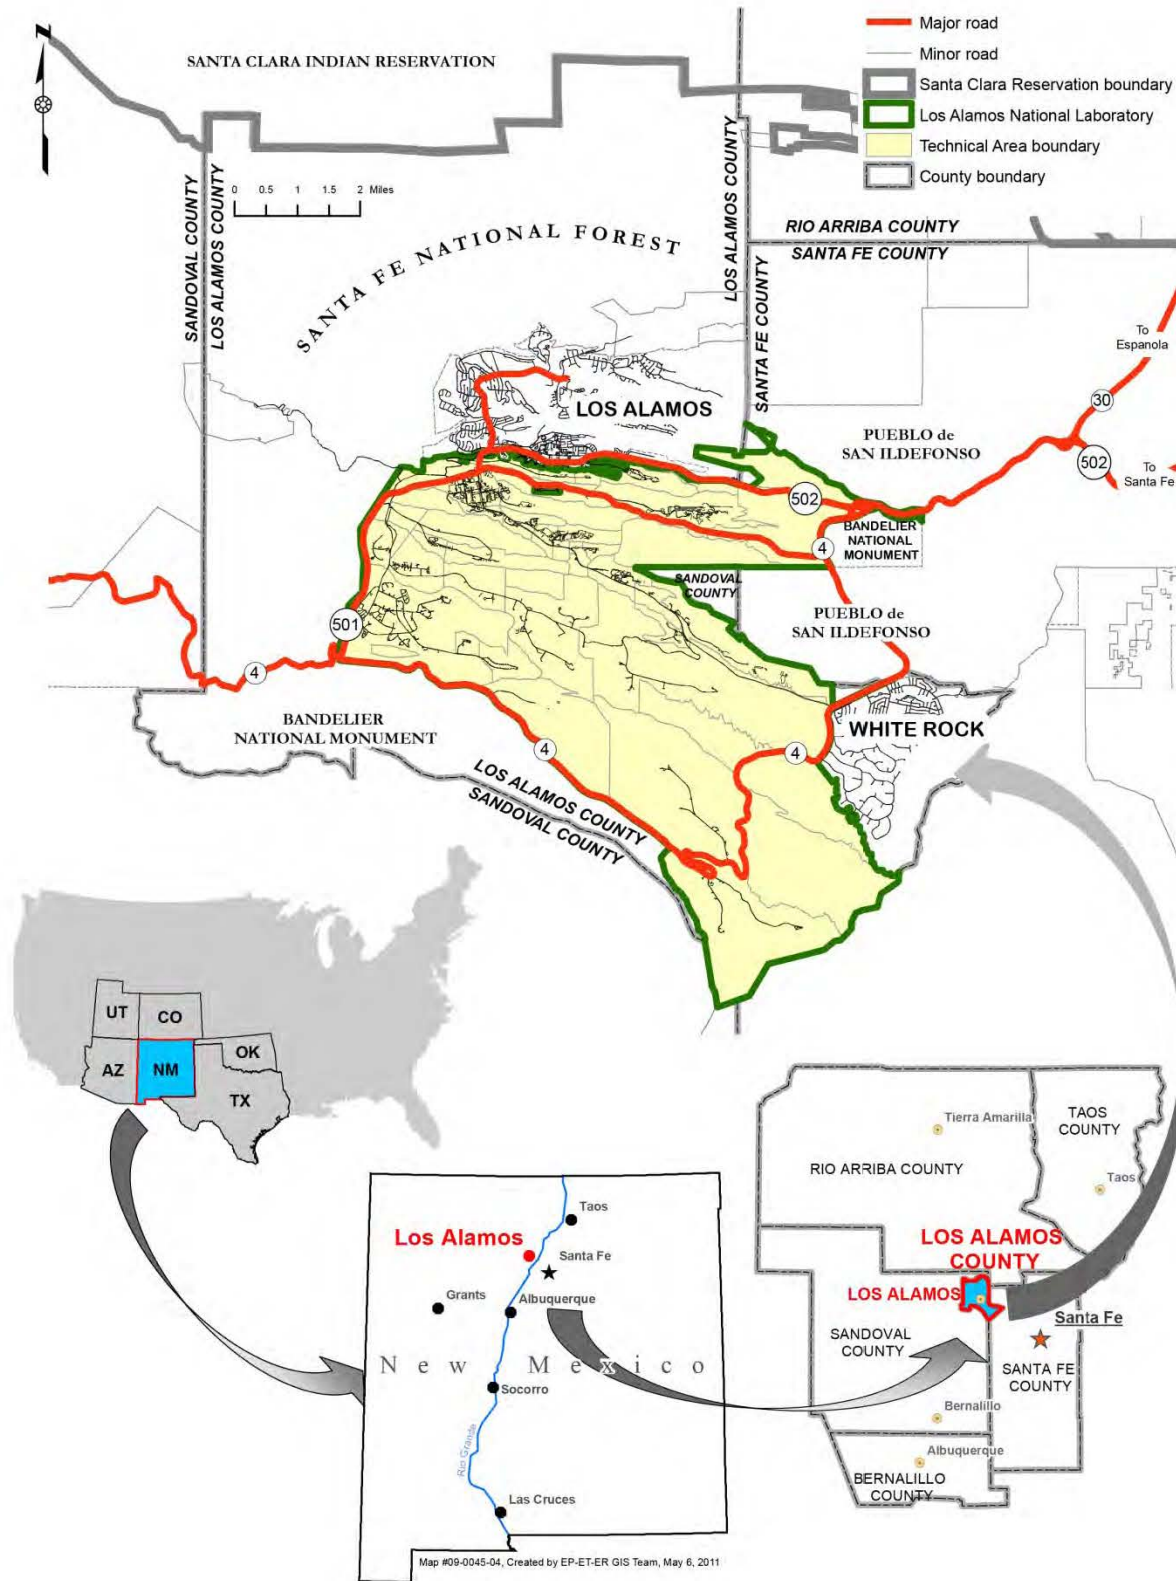 N
SANTA CLARA INDIAN RESERVATION
Major road
Minor road
Santa Clara Reservation boundary
Los Alamos National Laboratory
Technical Area boundary
County boundary
0 0.5 1 1.5 2 Miles
SANDOVAL COUNTY
LOS ALAMOS COUNTY
LOS ALAMOS COUNTY
SANTA FE COUNTY
RIO ARRIBA COUNTY
SANTA FE COUNTY
SANTA FE NATIONAL FOREST
To
Espanola
30
LOS ALAMOS
PUEBLO de
SAN ILDEFONSO
502
To
Santa Fe
502
BANDELIER
NATIONAL
MONUMENT
4
SANDOVAL
COUNTY
PUEBLO de
SAN ILDEFONSO
501
4
BANDELIER
NATIONAL MONUMENT
WHITE ROCK
4
4
LOS ALAMOS COUNTY
SANDOVAL COUNTY
UT
CO
AZ
NM
OK
TX
Taos
Los Alamos
Santa Fe
Grants
Albuquerque
New Mexico
Socorro
Rio Grande
Las Cruces
Map #09-0045-04, Created by EP-ET-ER GIS Team, May 6, 2011
Tierra Amarilla
TAOS
COUNTY
RIO ARRIBA COUNTY
Taos
LOS ALAMOS
COUNTY
LOS ALAMOS
Santa Fe
SANDOVAL
COUNTY
SANTA FE
COUNTY
Bernalillo
Albuquerque
BERNALILLO
COUNTY